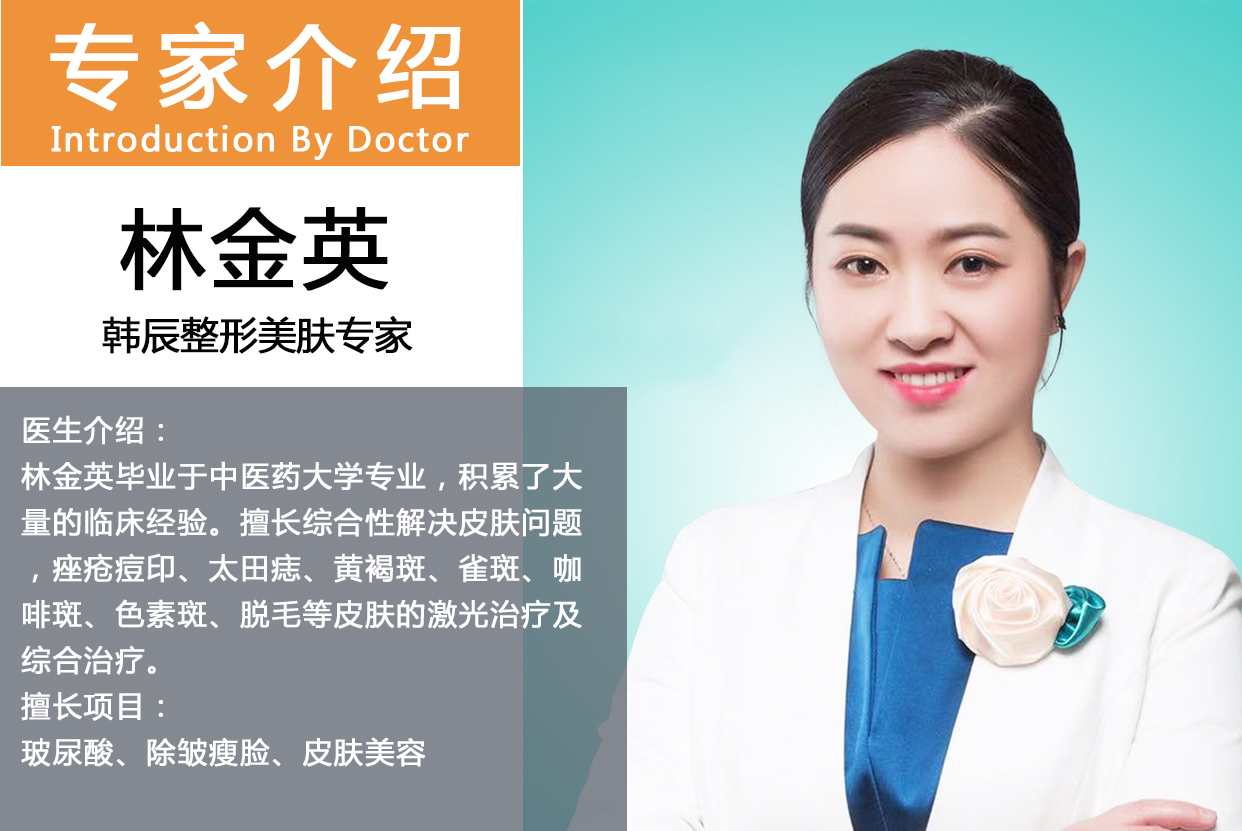 专家介绍
Introduction By Doctor
林金英
韩辰整形美肤专家
医生介绍：
林金英毕业于中医药大学专业，积累了大
量的临床经验。擅长综合性解决皮肤问题
，痤疮痘印、太田痣、黄褐斑、雀斑、咖
啡斑、色素斑、脱毛等皮肤的激光治疗及
综合治疗。
擅长项目：
玻尿酸、除皱瘦脸、皮肤美容